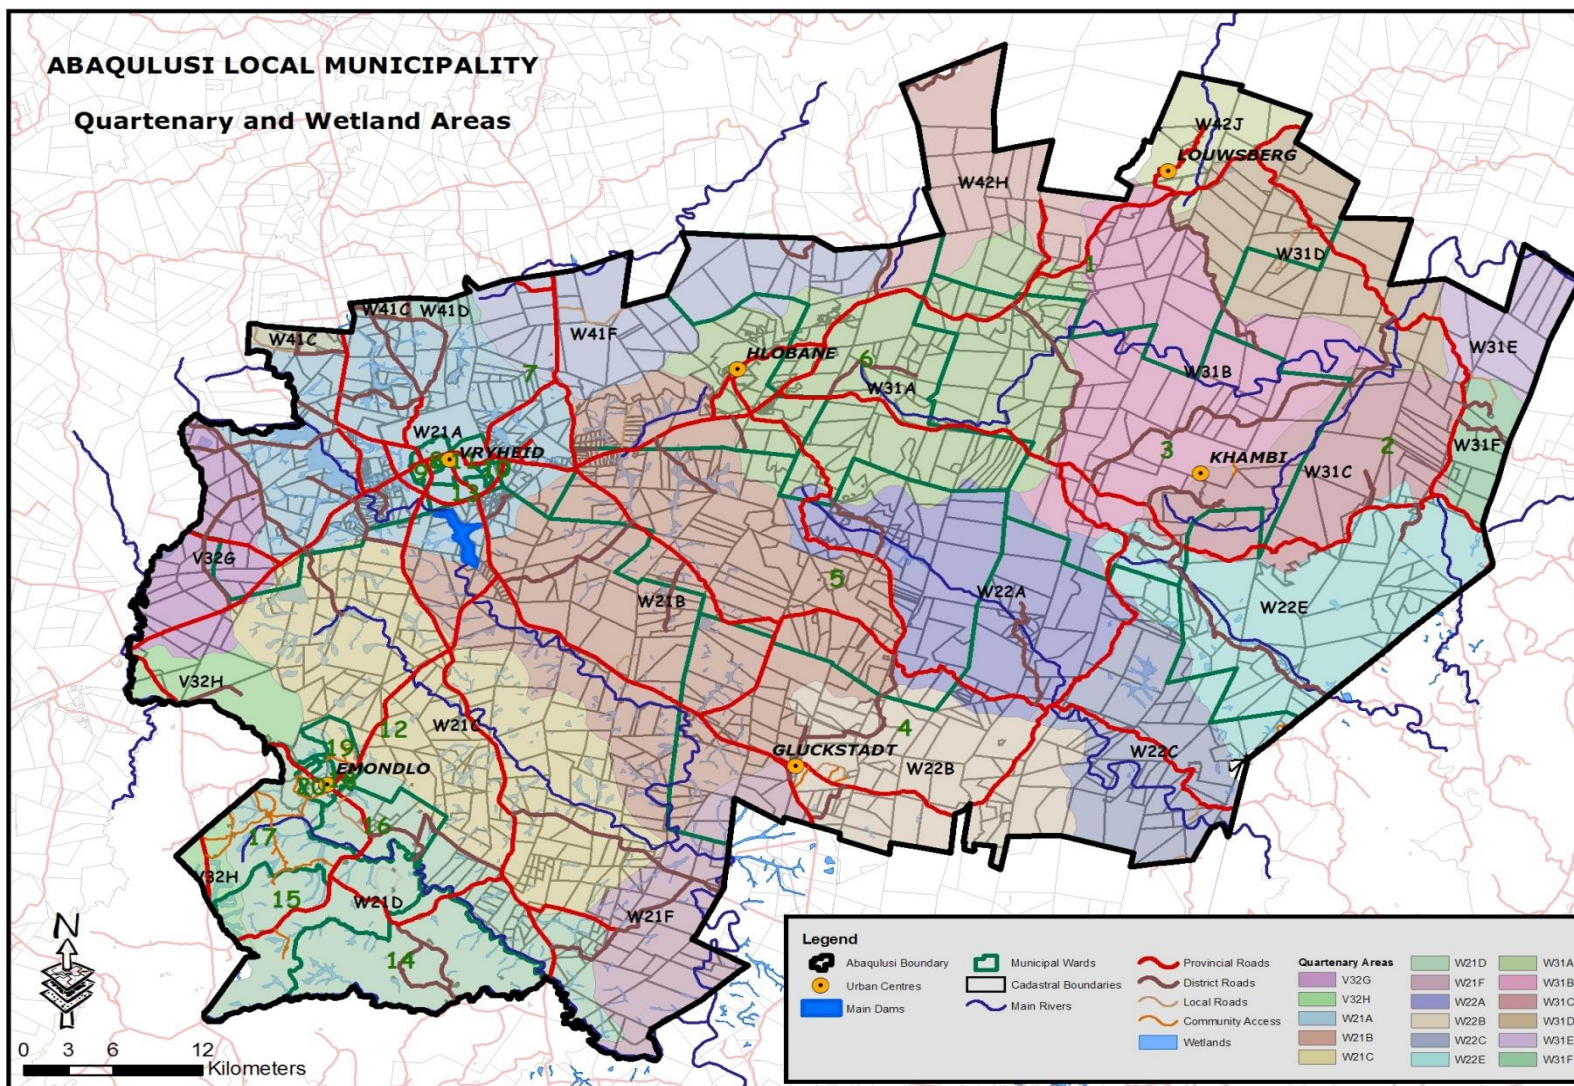 ABAQULUSI LOCAL MUNICIPALITY
Quartenary and Wetland Areas
W42J
LOUWSBERG
W42H
W31D
1
W41C
W41D
W41C
W41F
W31E
HLOBANE
7
6
W31A
W31B
W21A
VRYHEID
13
3
KHAMBI
2
W31F
W31C
V32G
5
W21B
W22A
W22E
V32H
12
W21C
4
19
EMONDLO
20
GLUCKSTADT
W22B
W22C
16
17
V32H
15
W21D
W21F
14
N
0 3 6 12
Kilometers
Legend
Abaqulusi Boundary
Urban Centres
Main Dams
Municipal Wards
Cadastral Boundaries
Main Rivers
Provincial Roads
District Roads
Local Roads
Community Access
Wetlands
Quartenary Areas
V32G
V32H
W21A
W21B
W21C
W21D
W21F
W22A
W22B
W22C
W22E
W31A
W31B
W31C
W31D
W31E
W31F